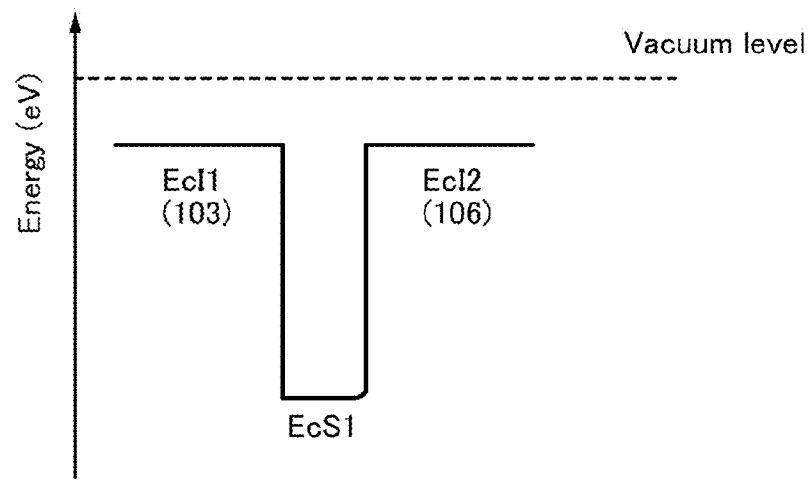 Vacuum level
Energy (eV)
EcI1
(103)
EcI2
(106)
EcS1